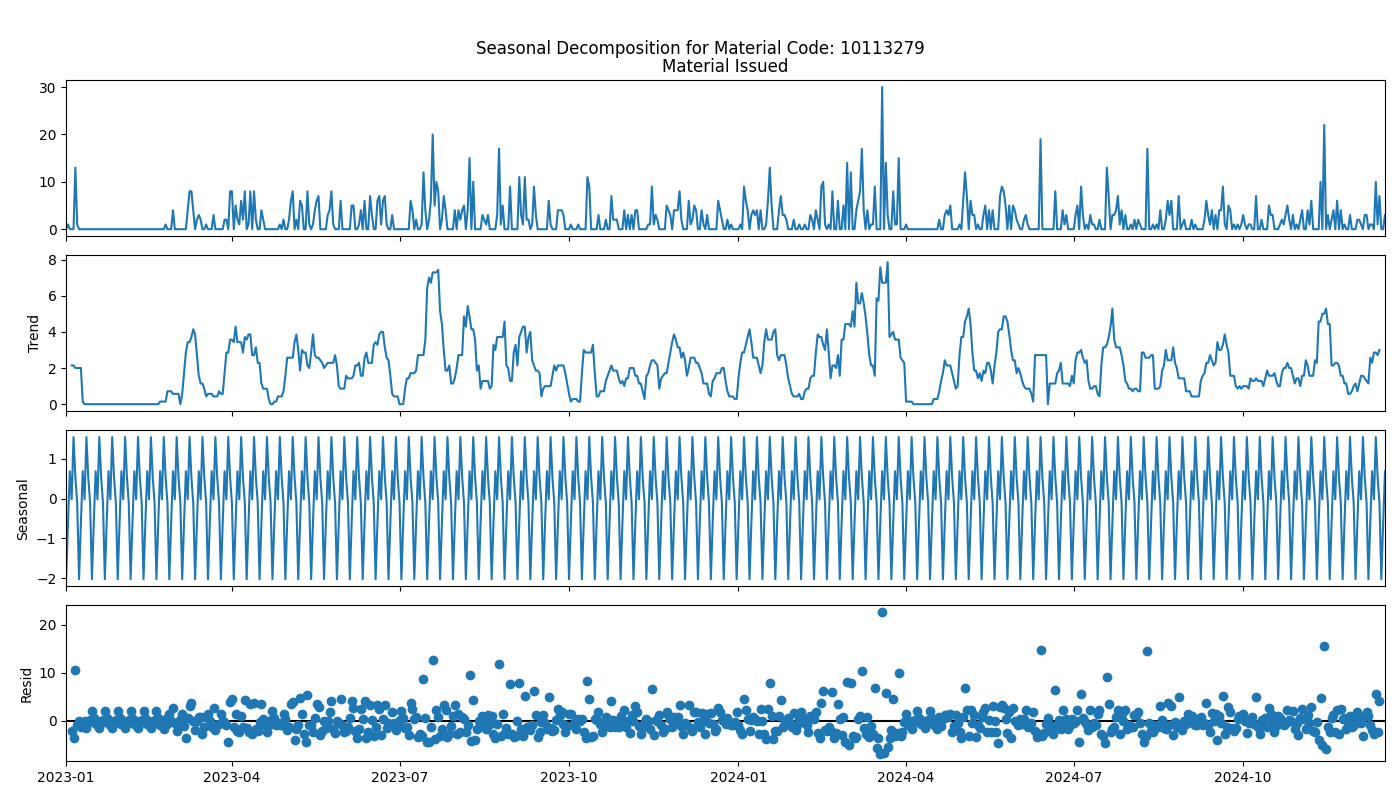 Seasonal Decomposition for Material Code: 10113279
Material Issued
30
20
10
0
8
6
4
2
0
Trend
1
0
−1
−2
Seasonal
20
10
0
Resid
2023-01 2023-04 2023-07 2023-10 2024-01 2024-04 2024-07 2024-10